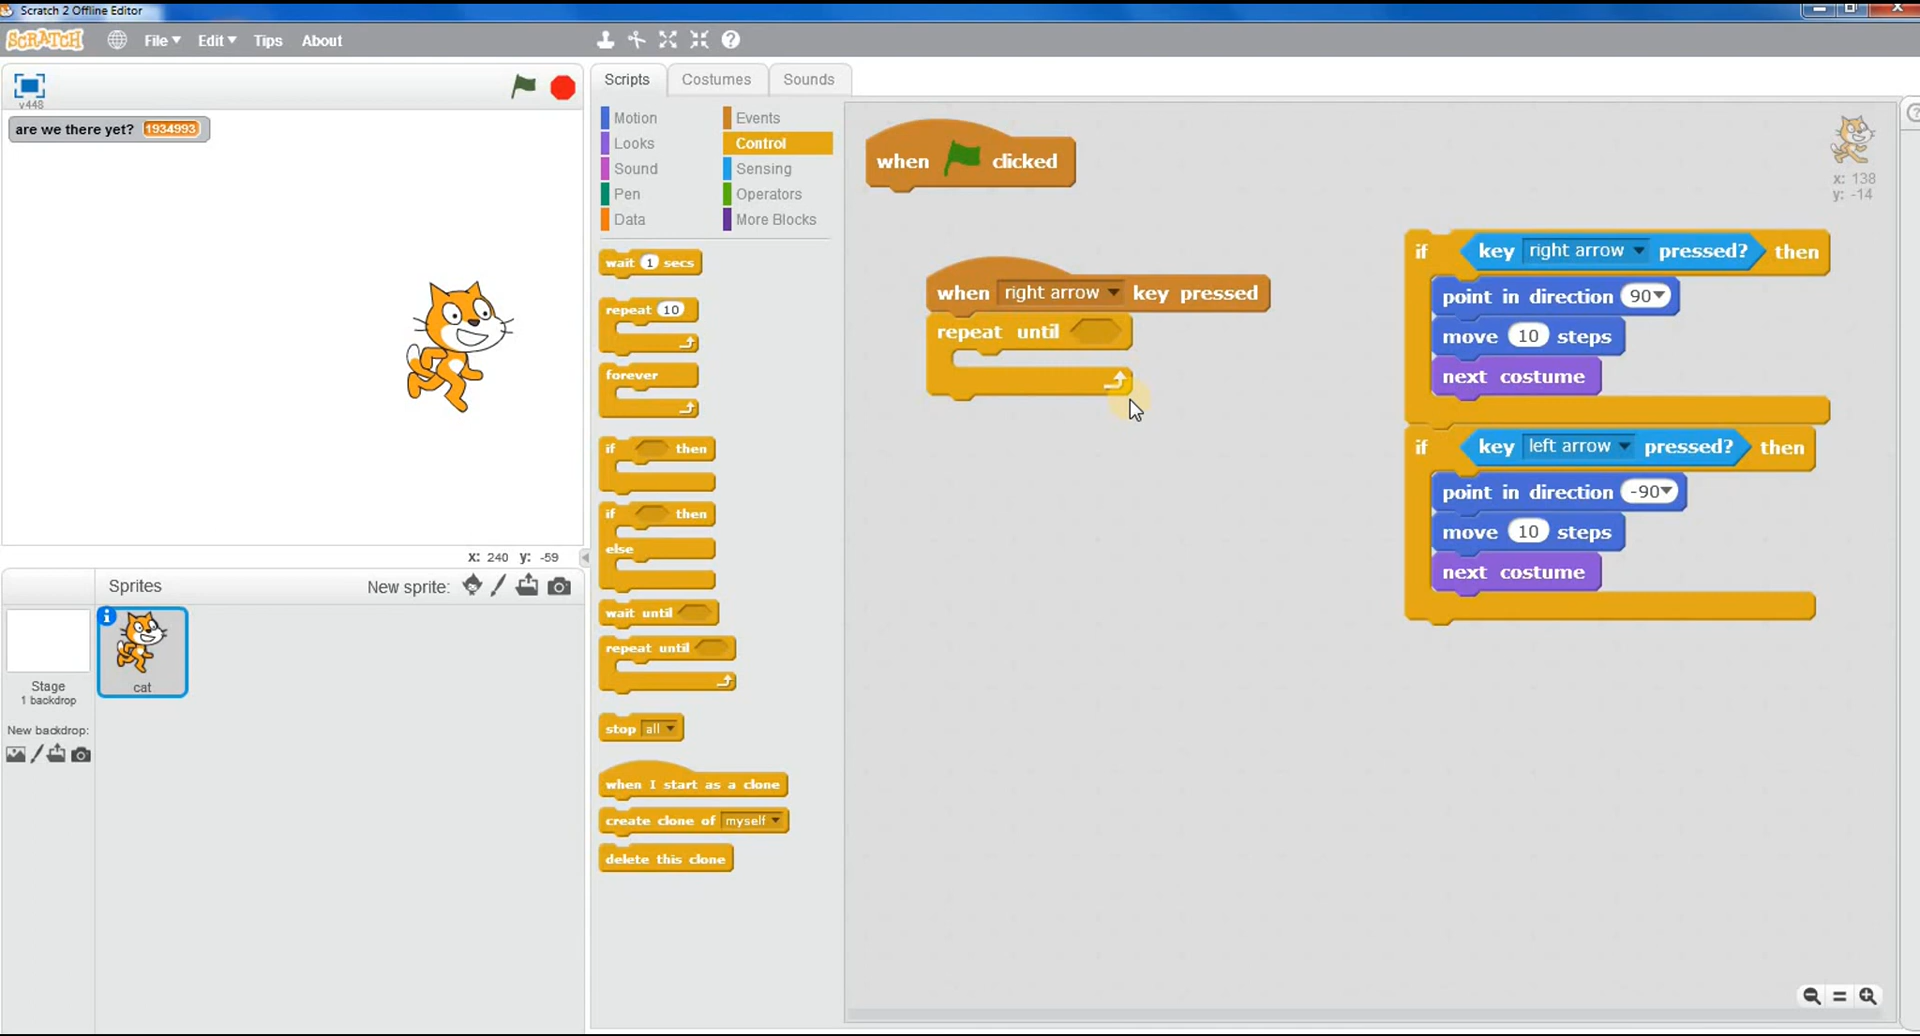 Scratch 2 Offline Editor
SCRATCH File Edit Tips About
v448
are we there yet? 1934993
x: 240 y: -59
Sprites New sprite:
cat
Stage
1 backdrop
New backdrop:
Scripts Costumes Sounds
Motion Events
Looks Control
Sound Sensing
Pen Operators
Data More Blocks
wait 1 secs
repeat 10
forever
if then
if then
else
wait until
repeat until
stop all
when I start as a clone
create clone of myself
delete this clone
when clicked
when right arrow key pressed
repeat until
x: 138
y: -14
if key right arrow pressed? then
point in direction 90
move 10 steps
next costume
if key left arrow pressed? then
point in direction -90
move 10 steps
next costume